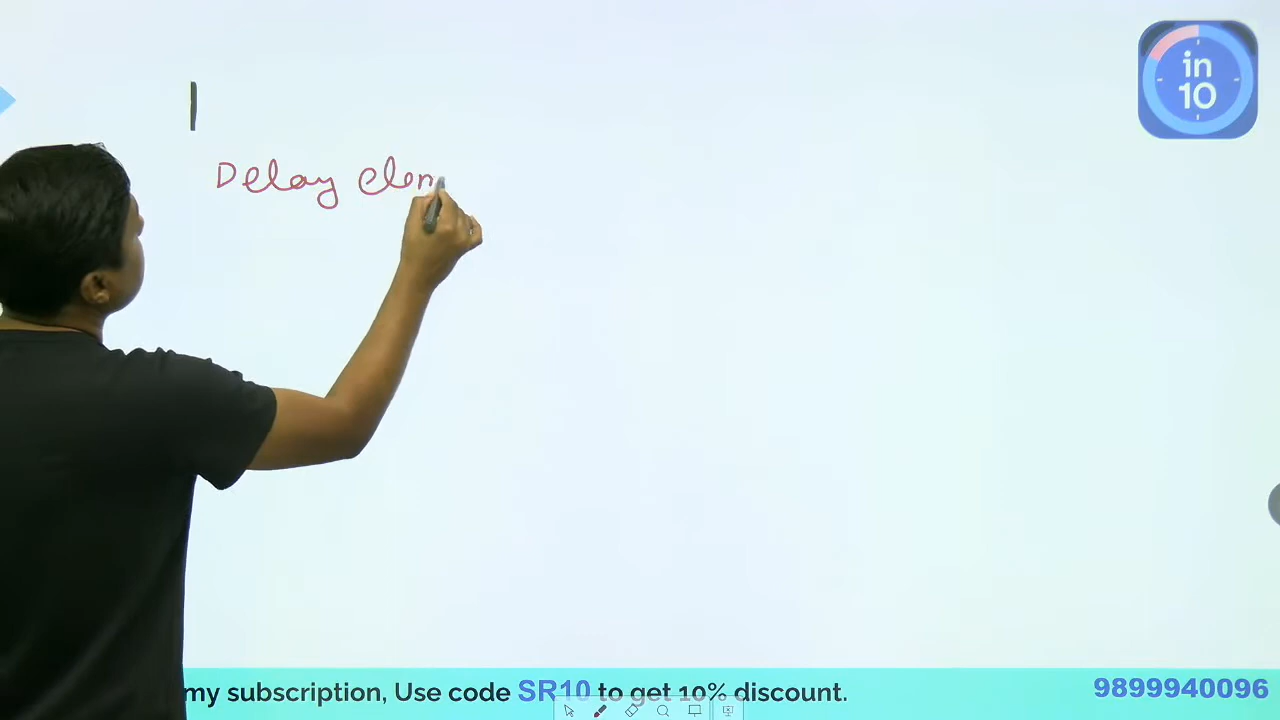 in
10
Delay elem
my subscription, Use code SR10 to get 10% discount.
9899940096